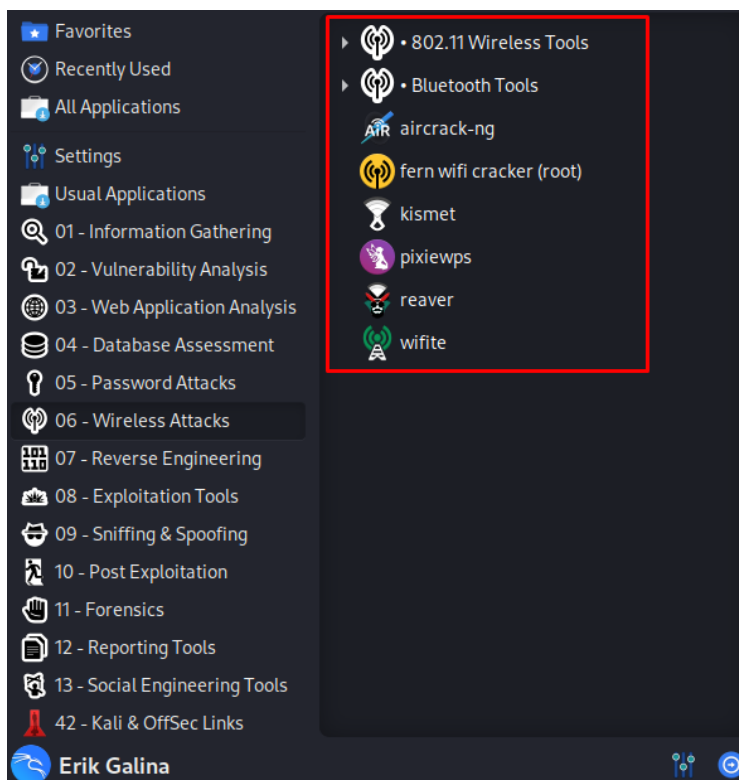 Favorites
Recently Used
All Applications
Settings
Usual Applications
01 - Information Gathering
02 - Vulnerability Analysis
03 - Web Application Analysis
04 - Database Assessment
05 - Password Attacks
06 - Wireless Attacks
07 - Reverse Engineering
08 - Exploitation Tools
09 - Sniffing & Spoofing
10 - Post Exploitation
11 - Forensics
12 - Reporting Tools
13 - Social Engineering Tools
42 - Kali & OffSec Links
Erik Galina
• 802.11 Wireless Tools
• Bluetooth Tools
aircrack-ng
fern wifi cracker (root)
kismet
pixiewps
reaver
wifite